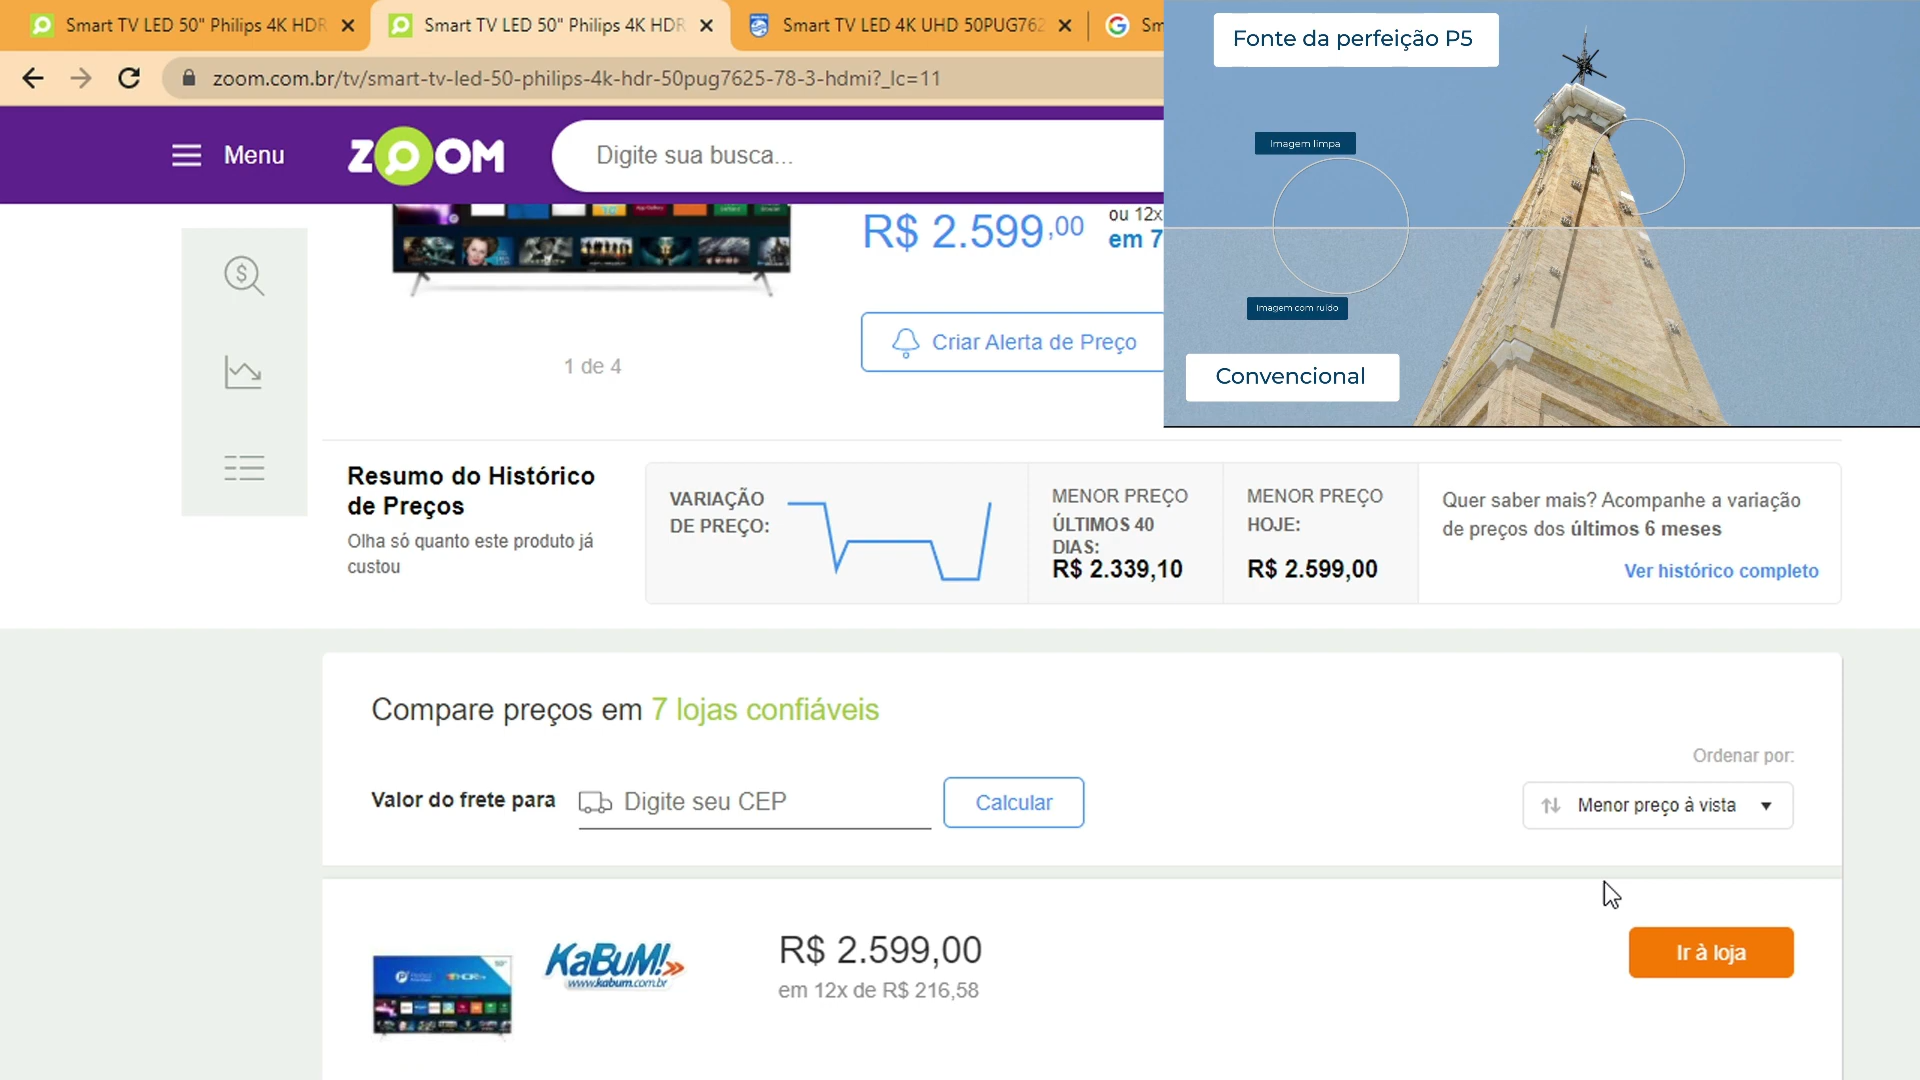 Smart TV LED 50" Philips 4K HDR
Smart TV LED 50" Philips 4K HDR
Smart TV LED 4K UHD 50PUG762
Sm
zoom.com.br/tv/smart-tv-led-50-philips-4k-hdr-50pug7625-78-3-hdmi?_lc=11
Menu
ZOOM
Digite sua busca...
Fonte da perfeição P5
Imagem limpa
Imagem com ruído
Convencional
R$ 2.599,00
ou 12x
em 7
1 de 4
Criar Alerta de Preço
Resumo do Histórico
de Preços
Olha só quanto este produto já
custou
VARIAÇÃO
DE PREÇO:
MENOR PREÇO
ÚLTIMOS 40
DIAS:
R$ 2.339,10
MENOR PREÇO
HOJE:
R$ 2.599,00
Quer saber mais? Acompanhe a variação
de preços dos últimos 6 meses
Ver histórico completo
Compare preços em 7 lojas confiáveis
Ordenar por:
Valor do frete para
Digite seu CEP
Calcular
Menor preço à vista
KaBuM!
www.kabum.com.br
R$ 2.599,00
em 12x de R$ 216,58
Ir à loja